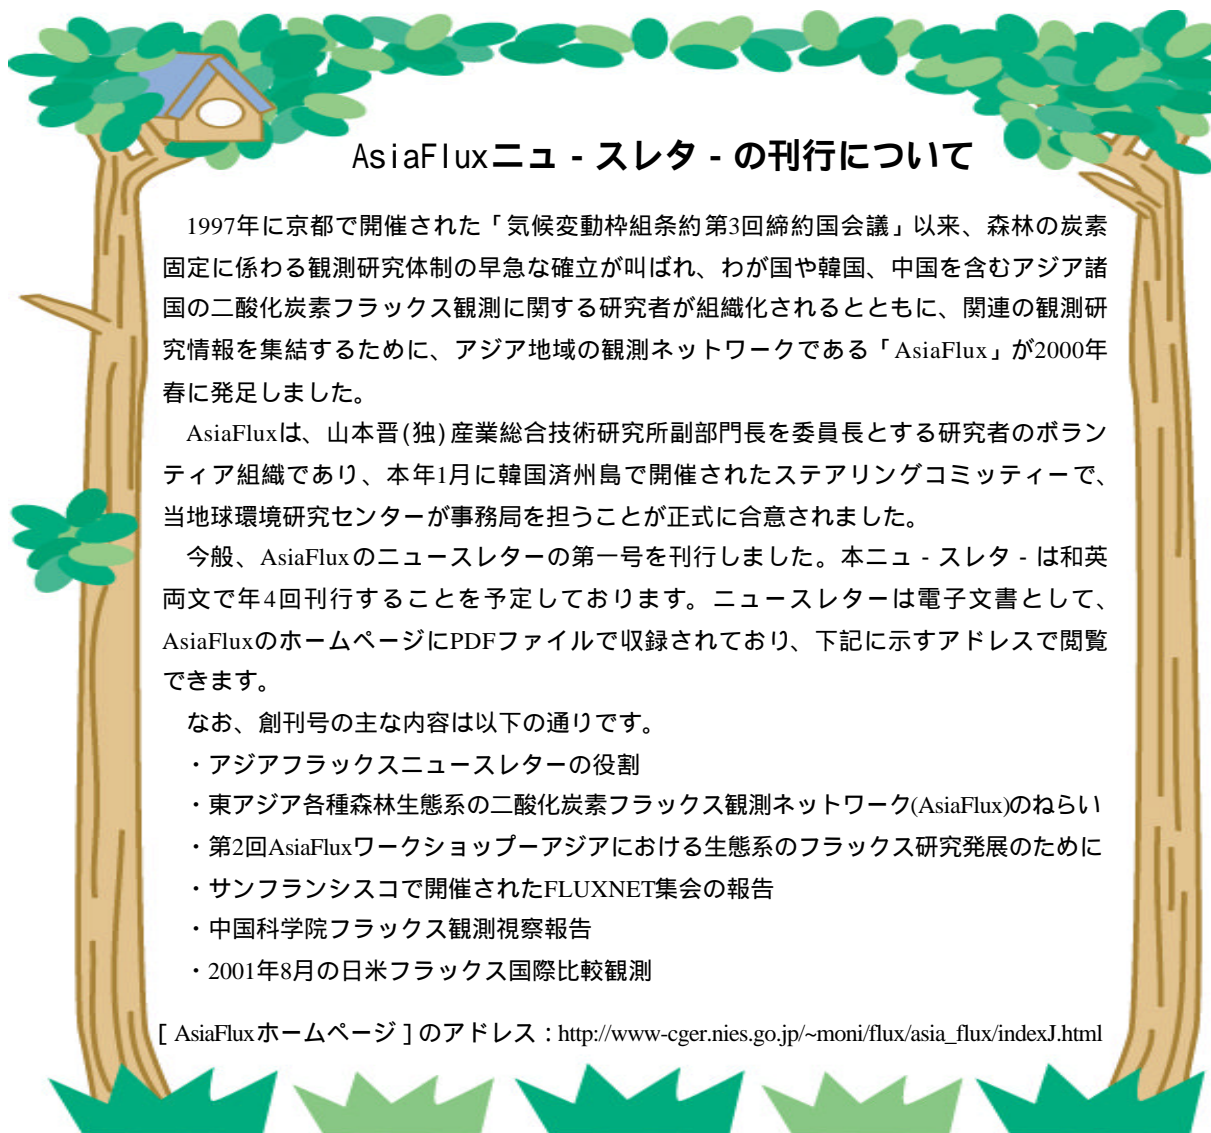 AsiaFluxニュ‐スレタ‐の刊行について
1997年に京都で開催された「気候変動枠組条約第3回締約国会議」以来、森林の炭素
固定に係わる観測研究体制の早急な確立が叫ばれ、わが国や韓国、中国を含むアジア諸
国の二酸化炭素フラックス観測に関する研究者が組織化されるとともに、関連の観測研
究情報を集結するために、アジア地域の観測ネットワークである「AsiaFlux」が2000年
春に発足しました。
AsiaFluxは、山本晋(独)産業総合技術研究所副部門長を委員長とする研究者のボラン
ティア組織であり、本年1月に韓国済州島で開催されたステアリングコミッティーで、
当地球環境研究センターが事務局を担うことが正式に合意されました。
今般、AsiaFluxのニュースレターの第一号を刊行しました。本ニュ‐スレタ‐は和英
両文で年4回刊行することを予定しております。ニュースレターは電子文書として、
AsiaFluxのホームページにPDFファイルで収録されており、下記に示すアドレスで閲覧
できます。
なお、創刊号の主な内容は以下の通りです。
・アジアフラックスニュースレターの役割
・東アジア各種森林生態系の二酸化炭素フラックス観測ネットワーク(AsiaFlux)のねらい
・第2回AsiaFluxワークショップーアジアにおける生態系のフラックス研究発展のために
・サンフランシスコで開催されたFLUXNET集会の報告
・中国科学院フラックス観測視察報告
・2001年8月の日米フラックス国際比較観測
[ AsiaFluxホームページ ] のアドレス：http://www-cger.nies.go.jp/~moni/flux/asia_flux/indexJ.html